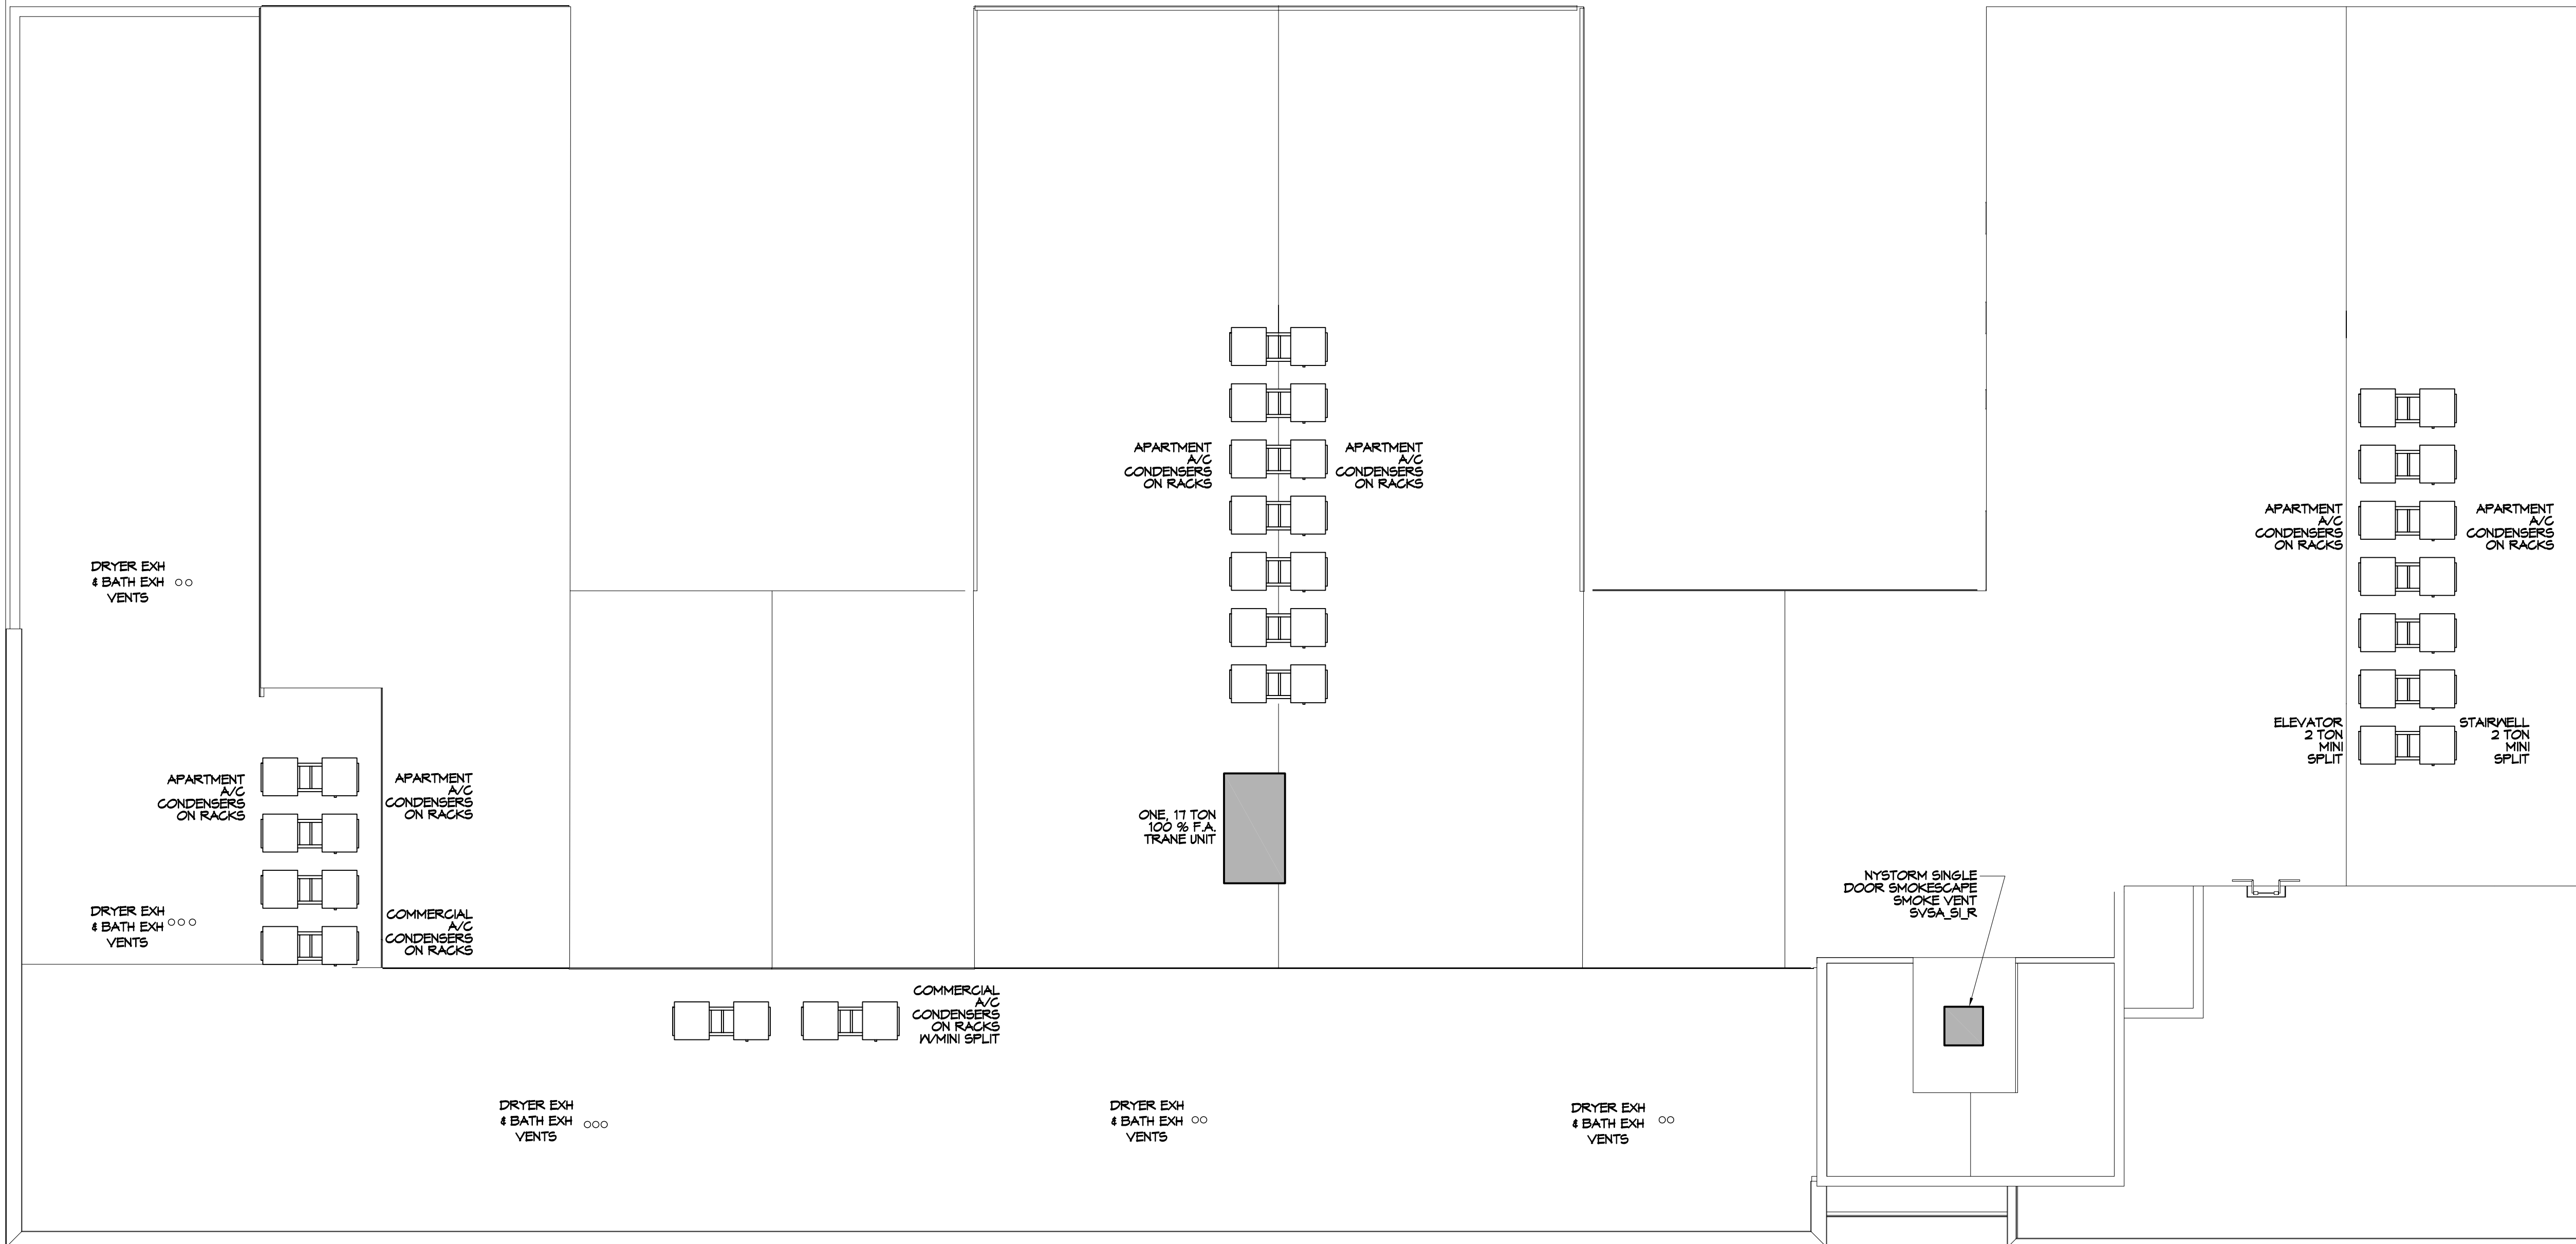 APARTMENT
A/C
CONDENSERS
ON RACKS
APARTMENT
A/C
CONDENSERS
ON RACKS
APARTMENT
A/C
CONDENSERS
ON RACKS
APARTMENT
A/C
CONDENSERS
ON RACKS
DRYER EXH
& BATH EXH
VENTS
ELEVATOR
2 TON
MINI
SPLIT
STAIRWELL
2 TON
MINI
SPLIT
APARTMENT
A/C
CONDENSERS
ON RACKS
APARTMENT
A/C
CONDENSERS
ON RACKS
ONE, 17 TON
100 % F.A.
TRANE UNIT
NYSTORM SINGLE
DOOR SMOKESCAPE
SMOKE VENT
SVSA_SI_R
DRYER EXH
& BATH EXH
VENTS
COMMERCIAL
A/C
CONDENSERS
ON RACKS
COMMERCIAL
A/C
CONDENSERS
ON RACKS
W/MINI SPLIT
DRYER EXH
& BATH EXH
VENTS
DRYER EXH
& BATH EXH
VENTS
DRYER EXH
& BATH EXH
VENTS